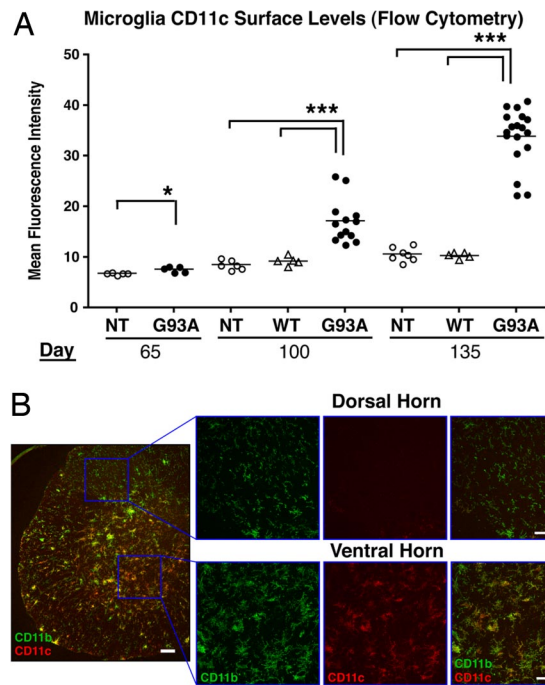 A
Microglia CD11c Surface Levels (Flow Cytometry)
Mean Fluorescence Intensity
50
40
30
20
10
0
*
***
***
NT G93A NT WT G93A NT WT G93A
Day 65 100 135
B
Dorsal Horn
Ventral Horn
CD11b
CD11c
CD11b
CD11c
CD11b
CD11c